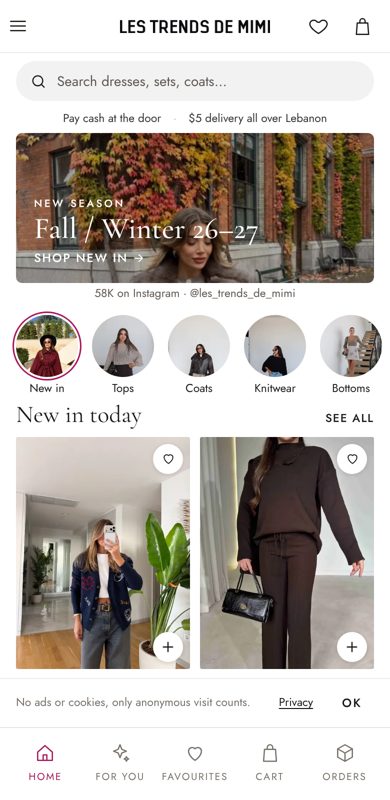 LES TRENDS DE MIMI
Search dresses, sets, coats...
Pay cash at the door · $5 delivery all over Lebanon
NEW SEASON
Fall / Winter 26–27
SHOP NEW IN →
58K on Instagram · @les_trends_de_mimi
New in Tops Coats Knitwear Bottoms
New in today SEE ALL
No ads or cookies, only anonymous visit counts. Privacy OK
HOME FOR YOU FAVOURITES CART ORDERS